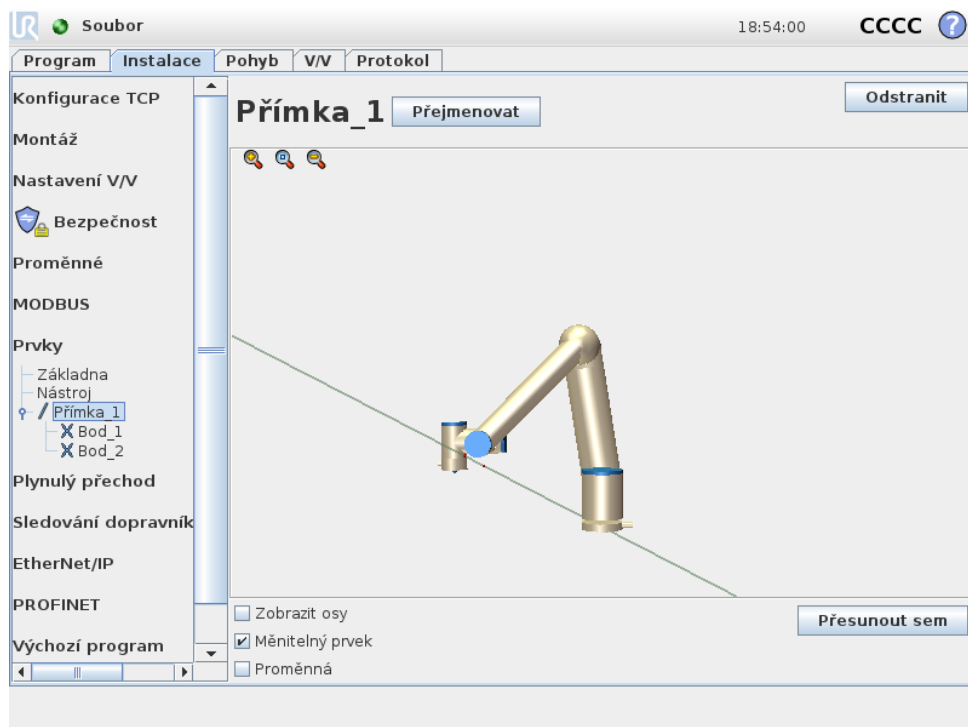 UR Soubor 18:54:00 CCCC ?
Program Instalace Pohyb V/V Protokol
Konfigurace TCP
Montáž
Nastavení V/V
Bezpečnost
Proměnné
MODBUS
Prvky
Základna
Nástroj
Přímka_1
Bod_1
Bod_2
Plynulý přechod
Sledování dopravník
EtherNet/IP
PROFINET
Výchozí program
Přímka_1 Přejmenovat
Odstranit
Zobrazit osy
Měnitelný prvek
Proměnná
Přesunout sem